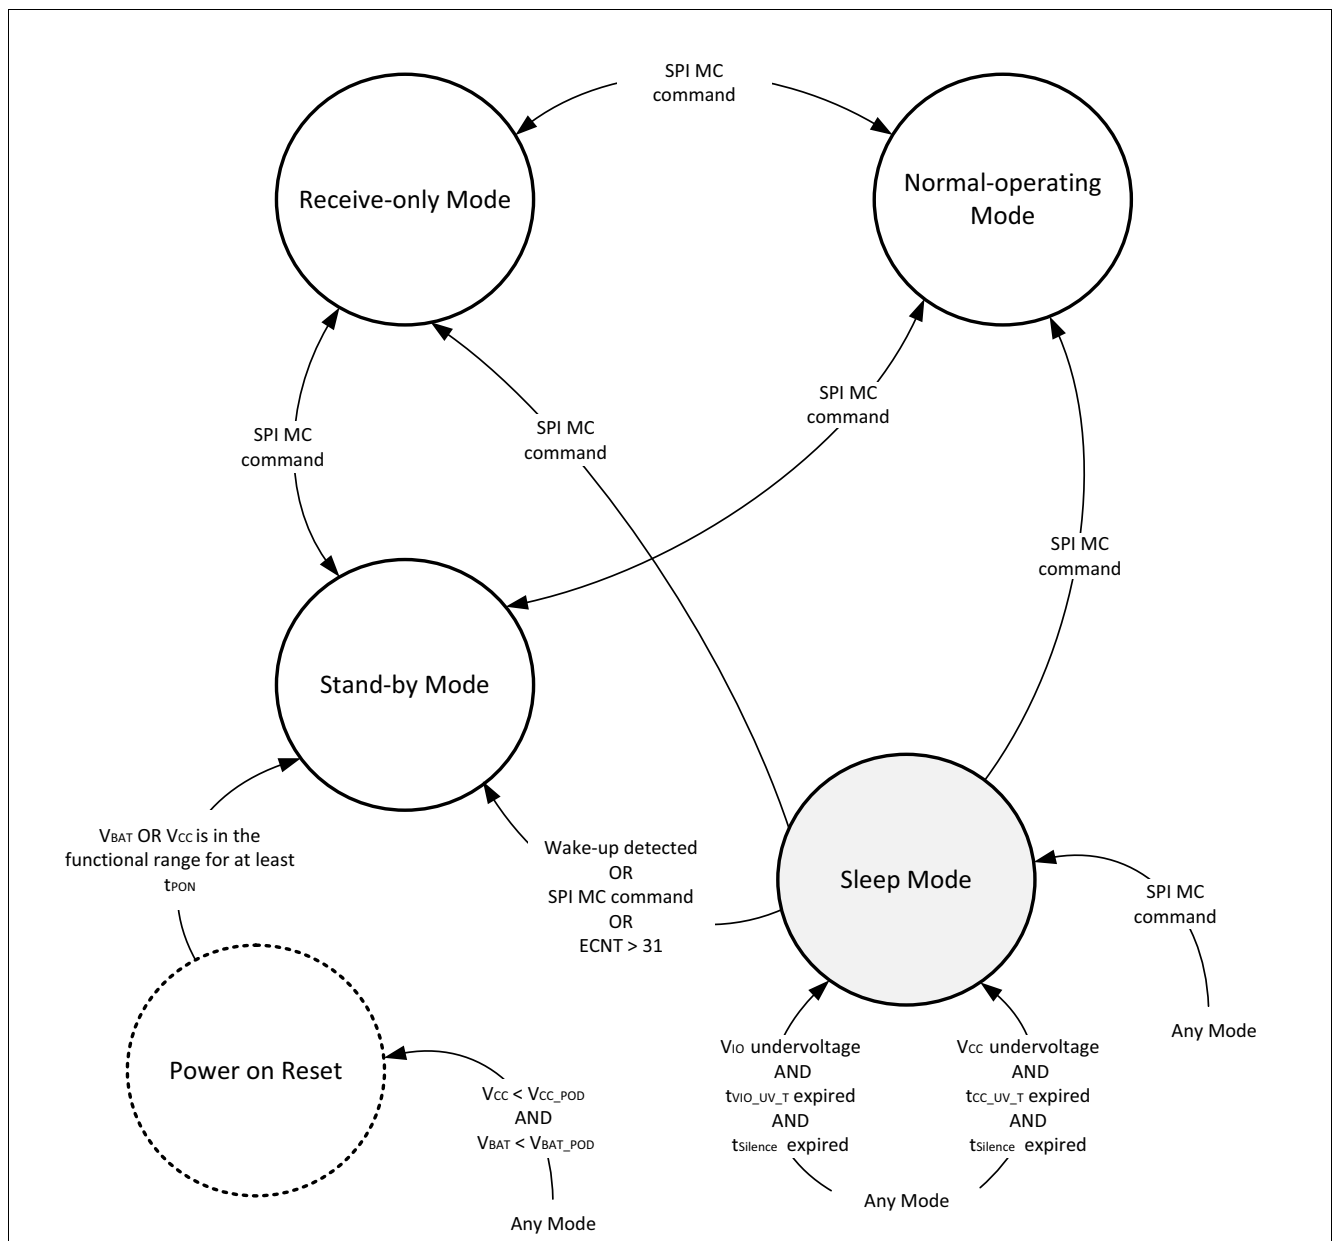 SPI MC
command
Receive-only Mode
Normal-operating
Mode
SPI MC
command
SPI MC
command
SPI MC
command
SPI MC
command
Stand-by Mode
VBAT OR VCC is in the
functional range for at least
tPON
Wake-up detected
OR
SPI MC command
OR
ECNT > 31
Sleep Mode
SPI MC
command
Any Mode
Power on Reset
VCC < VCC_POD
AND
VBAT < VBAT_POD
Any Mode
VIO undervoltage
AND
tVIO_UV_T expired
AND
tSilence expired
VCC undervoltage
AND
tCC_UV_T expired
AND
tSilence expired
Any Mode